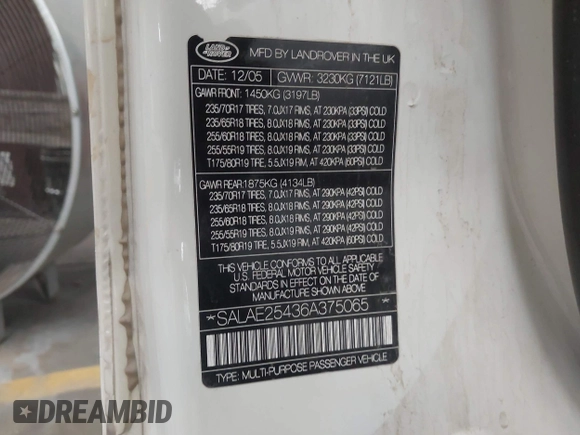 LAND ROVER
MFD BY LANDROVER IN THE UK
DATE: 12/05 GVWR: 3230KG (7121LB)
GAWR FRONT: 1450KG (3197LB)
235/70R17 TIRES, 7.0JX17 RIMS, AT 230KPA (33PSI) COLD
235/65R18 TIRES, 8.0JX18 RIMS, AT 230KPA (33PSI) COLD
255/60R18 TIRES, 8.0JX18 RIMS, AT 230KPA (33PSI) COLD
255/55R19 TIRES, 8.0JX19 RIMS, AT 230KPA (33PSI) COLD
T175/80R19 TIRE, 5.5JX19 RIM, AT 420KPA (60PSI) COLD
GAWR REAR:1875KG (4134LB)
235/70R17 TIRES, 7.0JX17 RIMS, AT 290KPA (42PSI) COLD
235/65R18 TIRES, 8.0JX18 RIMS, AT 290KPA (42PSI) COLD
255/60R18 TIRES, 8.0JX18 RIMS, AT 290KPA (42PSI) COLD
255/55R19 TIRES, 8.0JX19 RIMS, AT 290KPA (42PSI) COLD
T175/80R19 TIRE, 5.5JX19 RIM, AT 420KPA (60PSI) COLD
THIS VEHICLE CONFORMS TO ALL APPLICABLE
U.S. FEDERAL MOTOR VEHICLE SAFETY
STANDARDS IN EFFECT ON THE DATE OF
MANUFACTURE SHOWN ABOVE.
* SALAE25436A375065 *
TYPE: MULTI-PURPOSE PASSENGER VEHICLE
DREAMBID